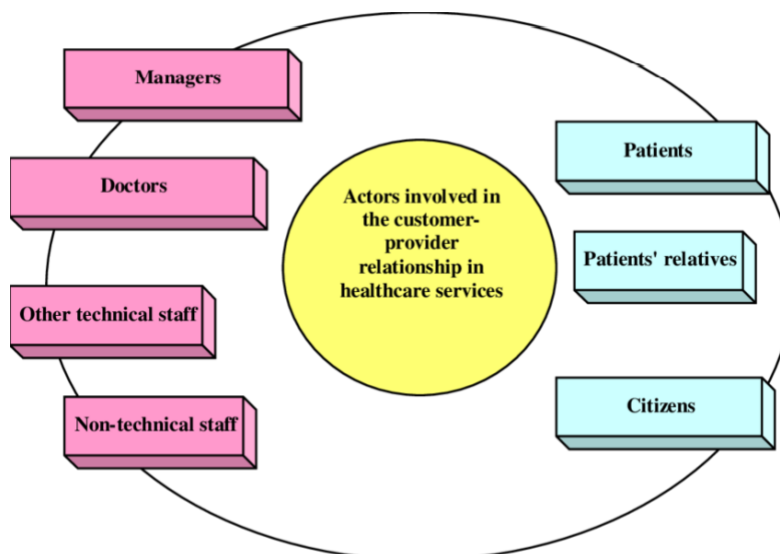 Managers
Doctors
Other technical staff
Non-technical staff
Actors involved in
the customer-
provider
relationship in
healthcare services
Patients
Patients' relatives
Citizens